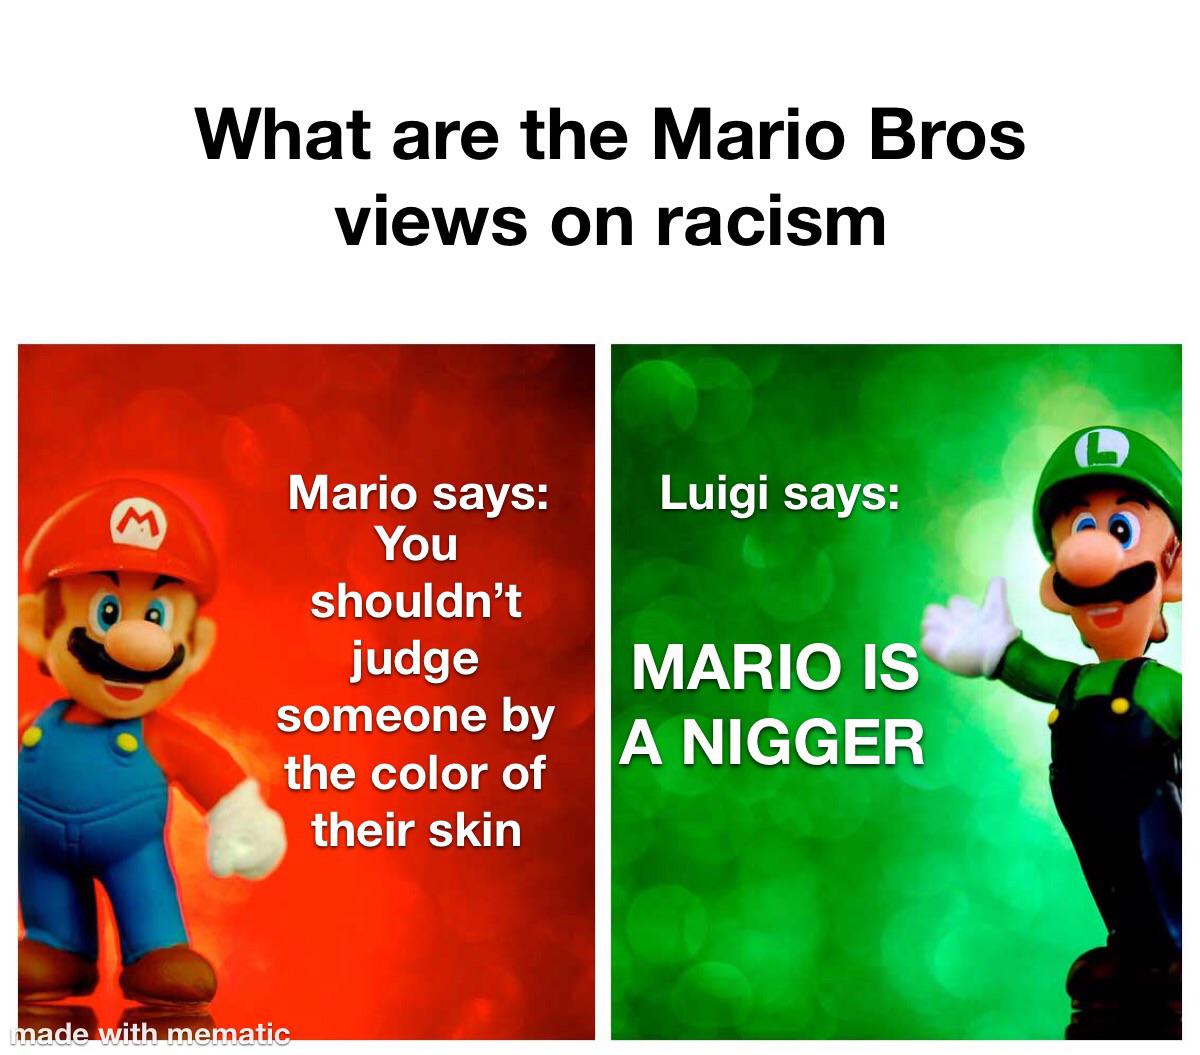 What are the Mario Bros
views on racism
M
L
Mario says:
You
shouldn’t
judge
someone by
the color of
their skin
Luigi says:
MARIO IS
A NIGGER
made with mematic